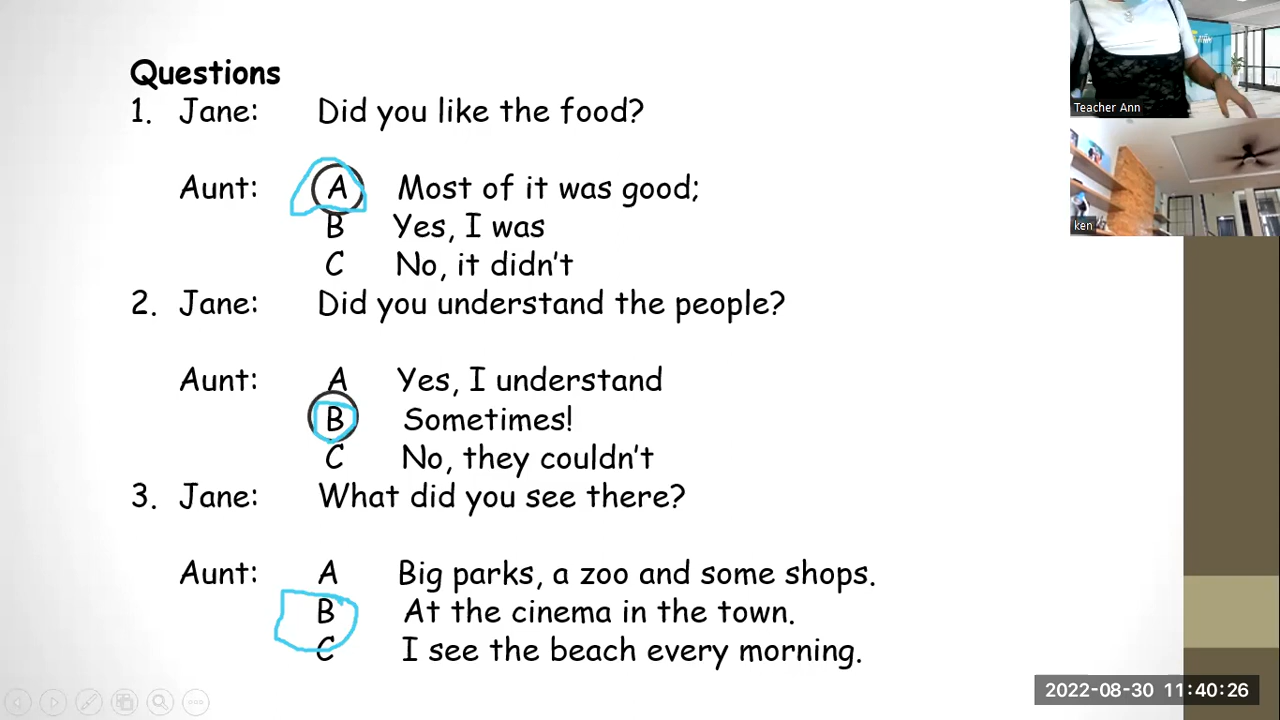 Questions
1. Jane: Did you like the food?
Aunt: A Most of it was good;
B Yes, I was
C No, it didn't
2. Jane: Did you understand the people?
Aunt: A Yes, I understand
B Sometimes!
C No, they couldn't
3. Jane: What did you see there?
Aunt: A Big parks, a zoo and some shops.
B At the cinema in the town.
C I see the beach every morning.
Teacher Ann
ken
2022-08-30 11:40:26